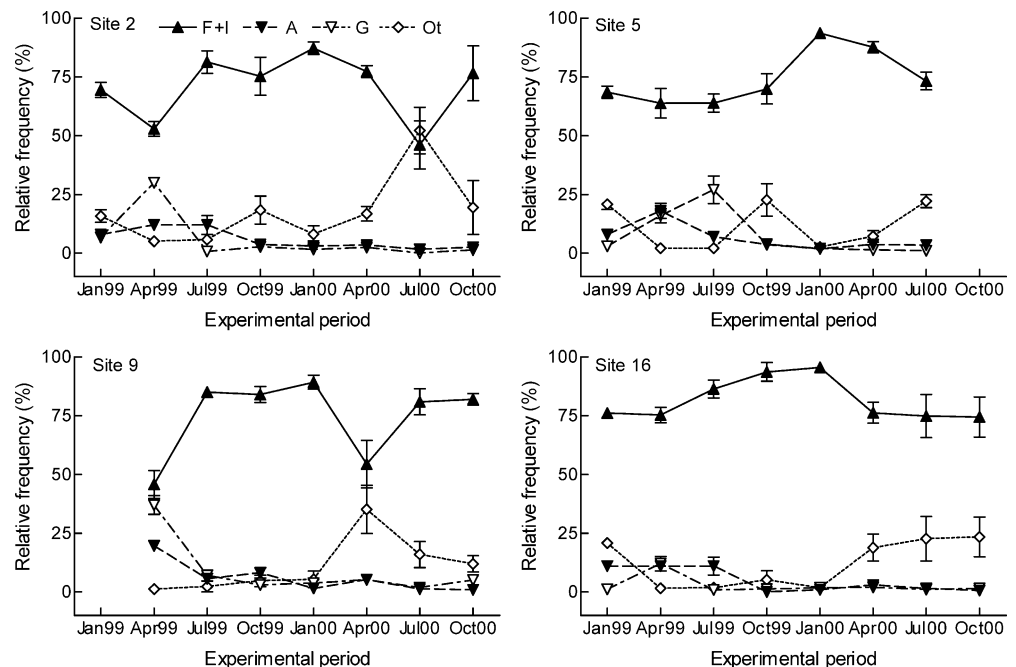 Site 2
F+I A G Ot
Relative frequency (%)
100
75
50
25
0
Jan99 Apr99 Jul99 Oct99 Jan00 Apr00 Jul00 Oct00
Experimental period
Site 5
Relative frequency (%)
100
75
50
25
0
Jan99 Apr99 Jul99 Oct99 Jan00 Apr00 Jul00 Oct00
Experimental period
Site 9
Relative frequency (%)
100
75
50
25
0
Jan99 Apr99 Jul99 Oct99 Jan00 Apr00 Jul00 Oct00
Experimental period
Site 16
Relative frequency (%)
100
75
50
25
0
Jan99 Apr99 Jul99 Oct99 Jan00 Apr00 Jul00 Oct00
Experimental period